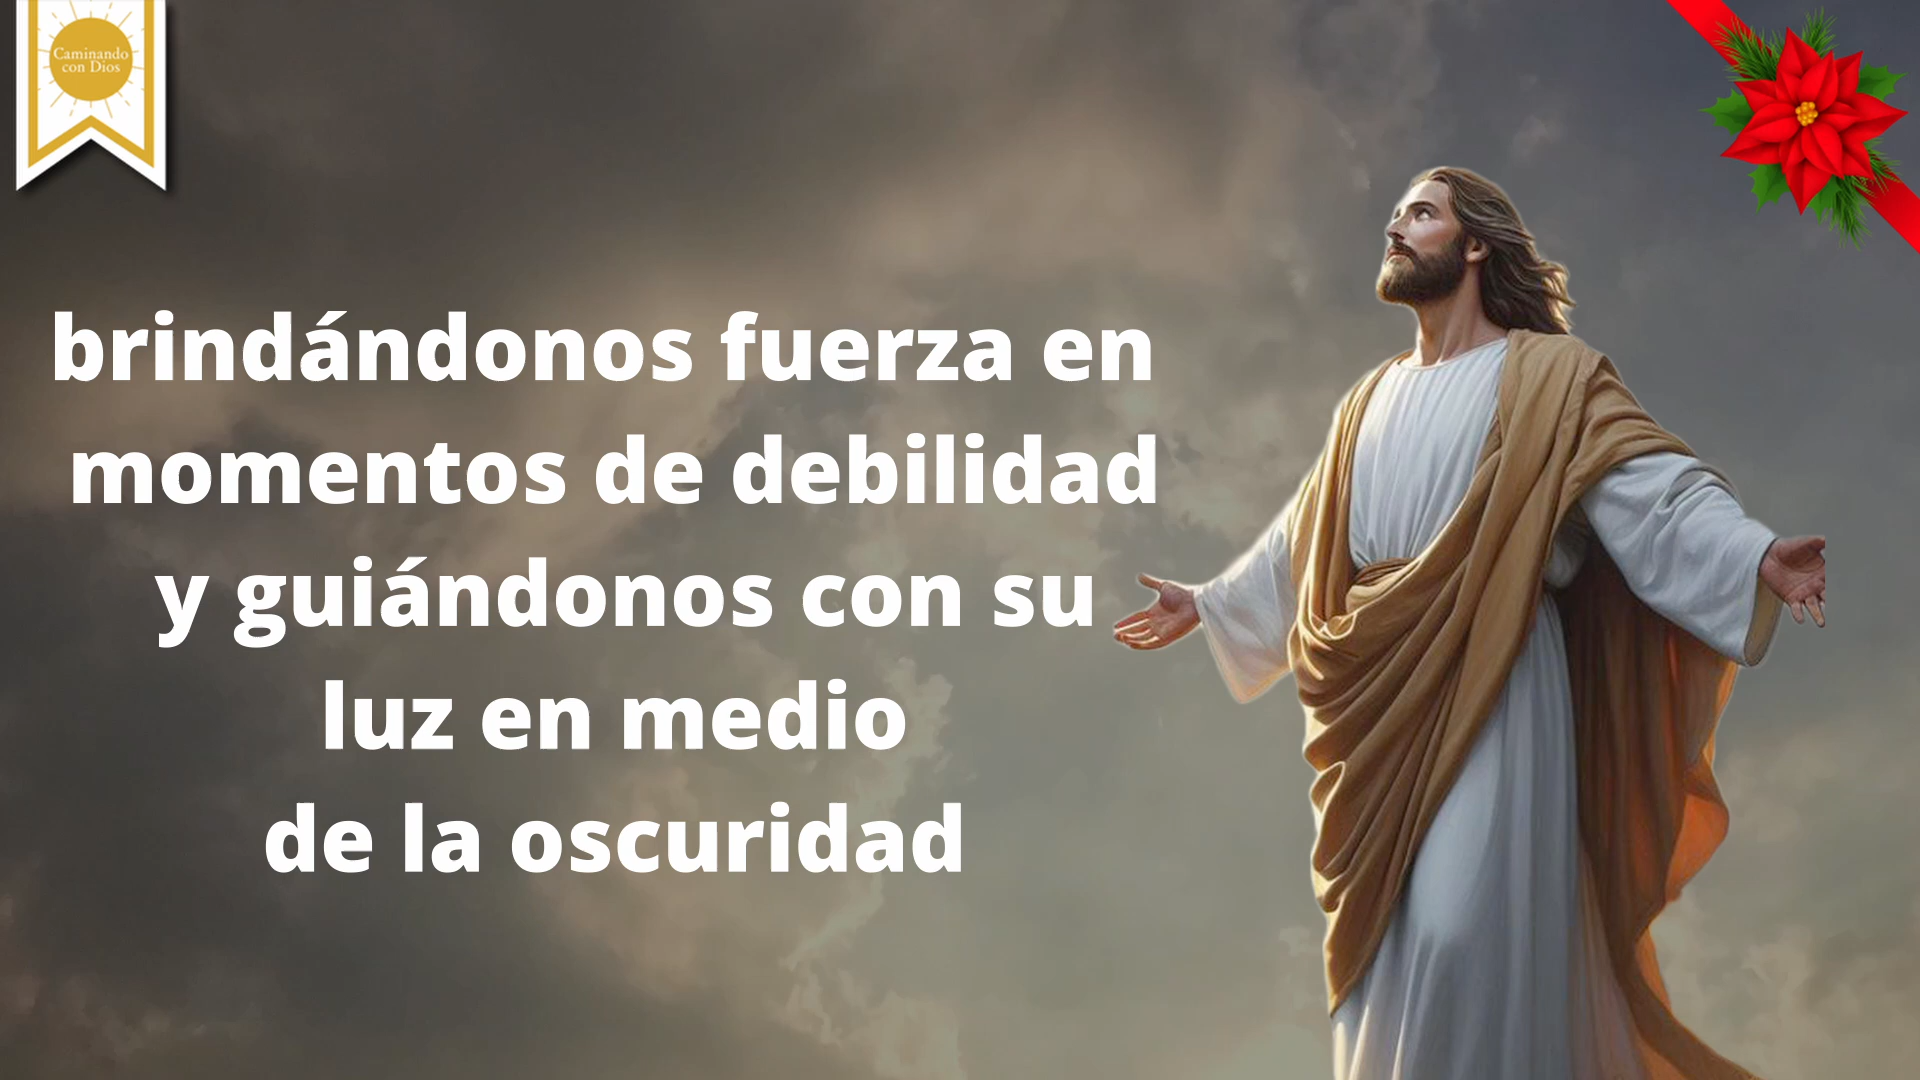 Caminando
con Dios
brindándonos fuerza en
momentos de debilidad
y guiándonos con su
luz en medio
de la oscuridad